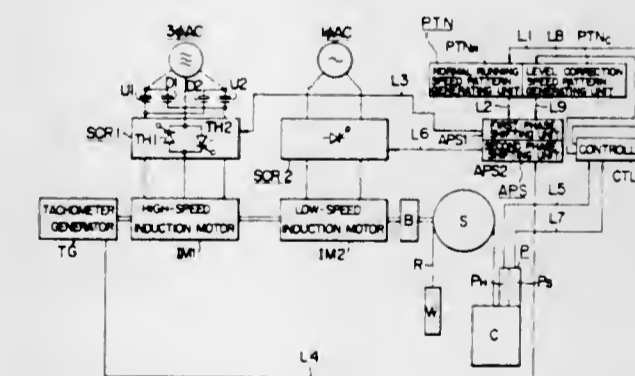 3ϕAC
1ϕAC
PTN
L1 L8 PTNc
PTNn
U1 D1 D2 U2
L3
NORMAL RUNNING SPEED PATTERN GENERATING UNIT
LEVEL CORRECTION SPEED PATTERN GENERATING UNIT
L2 L9
SCR1 TH1 TH2
L6 APS1
FIRST PHASE SHIFTING UNIT
SECOND PHASE SHIFTING UNIT
CONTROLL
SCR2
APS2
APS
CTL
L5
L7
TACHOMETER GENERATOR
HIGH-SPEED INDUCTION MOTOR
LOW-SPEED INDUCTION MOTOR
B
S
TG
IM1
IM2
R
P
PH
PB
W
C
L4